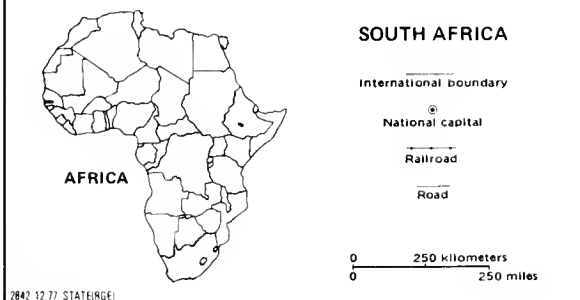 SOUTH AFRICA
International boundary
National capital
Railroad
Road
AFRICA
0 250 kilometers
0 250 miles
2842 12 77 STATE(RGE)